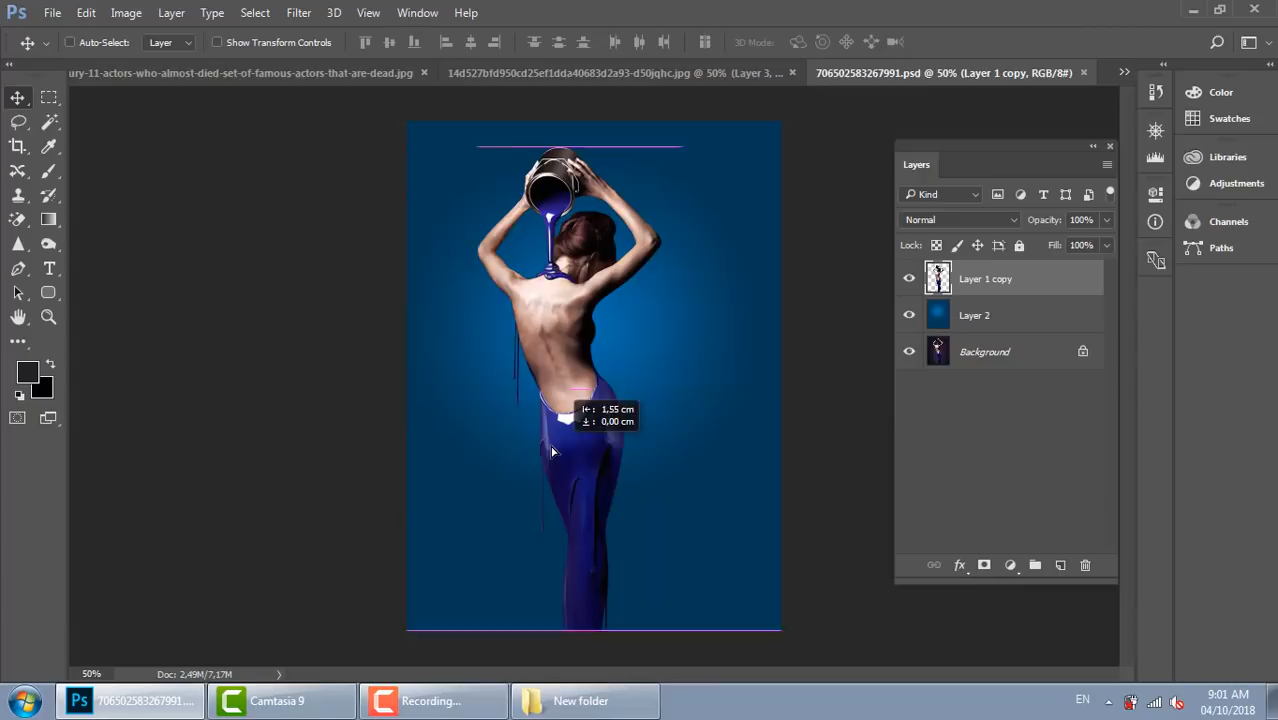 Ps File Edit Image Layer Type Select Filter 3D View Window Help
Auto-Select: Layer Show Transform Controls 3D Mode:
ury-11-actors-who-almost-died-set-of-famous-actors-that-are-dead.jpg × 14d527bfd950cd25ef1dda40683d2a93-d50jqhc.jpg @ 50% (Layer 3, ... × 706502583267991.psd @ 50% (Layer 1 copy, RGB/8#) ×
Color
Swatches
Libraries
Adjustments
Channels
Paths
Layers
Kind
Normal Opacity: 100%
Lock: Fill: 100%
Layer 1 copy
Layer 2
Background
fx
1,55 cm
0,00 cm
50% Doc: 2,49M/7,17M
Ps 706502583267991.... Camtasia 9 Recording... New folder EN
9:01 AM
04/10/2018